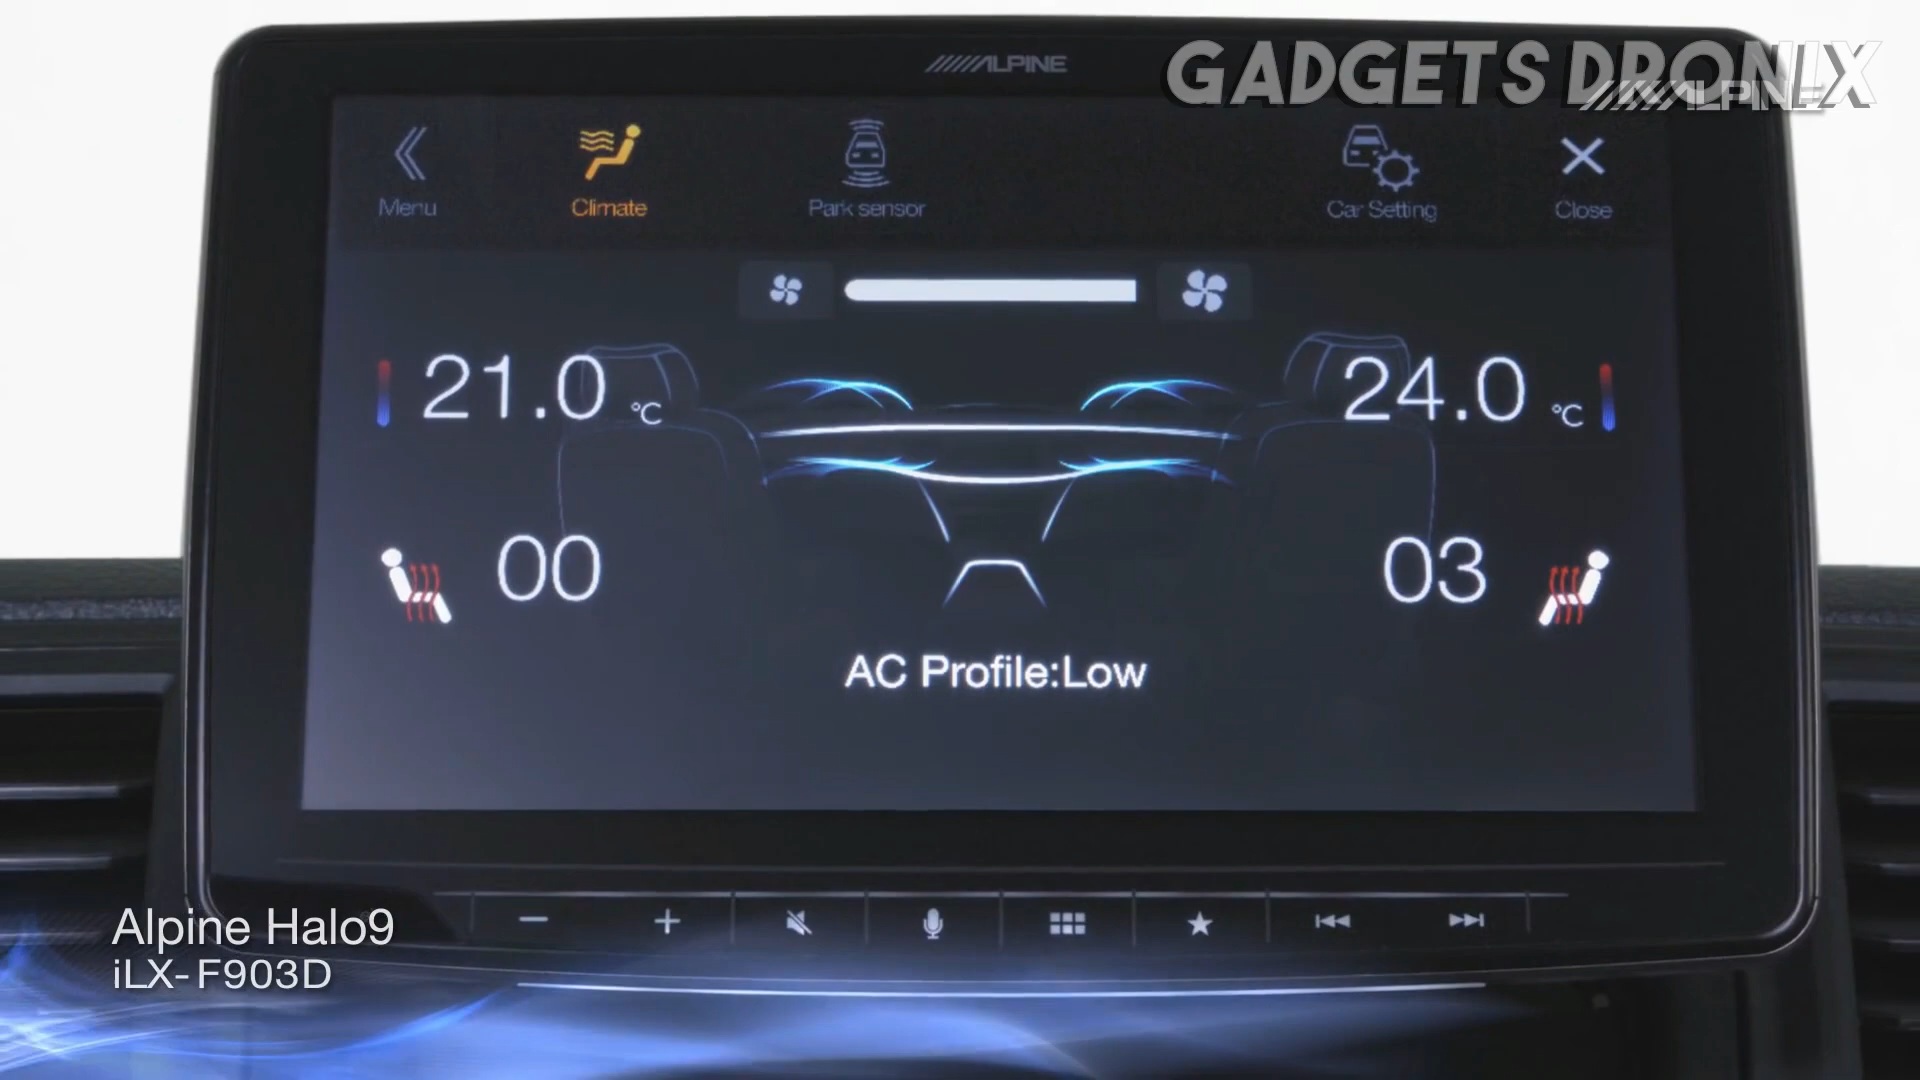 ALPINE
GADGETS DRONIX
ALPINE
Menu
Climate
Park sensor
Car Setting
Close
21.0 °C
24.0 °C
00
03
AC Profile:Low
Alpine Halo9
iLX-F903D